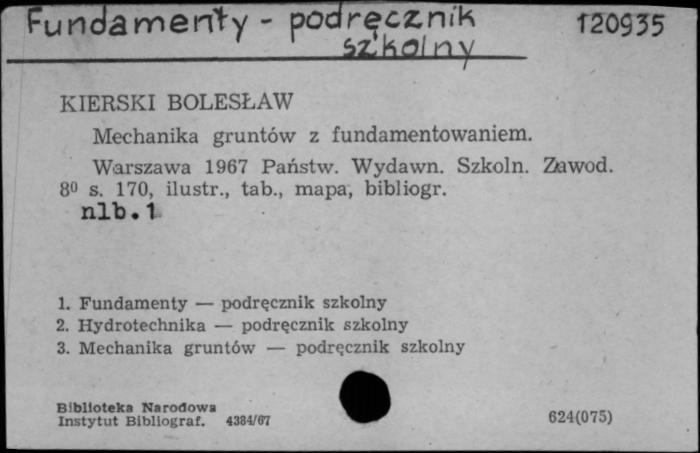 Fundamenty - podręcznik 120935
szkolny
KIERSKI BOLESŁAW
Mechanika gruntów z fundamentowaniem.
Warszawa 1967 Państw. Wydawn. Szkoln. Zawod.
8⁰ s. 170, ilustr., tab., mapa, bibliogr.
nlb.1
1. Fundamenty — podręcznik szkolny
2. Hydrotechnika — podręcznik szkolny
3. Mechanika gruntów — podręcznik szkolny
Biblioteka Narodowa
Instytut Bibliograf. 4384/67 624(075)